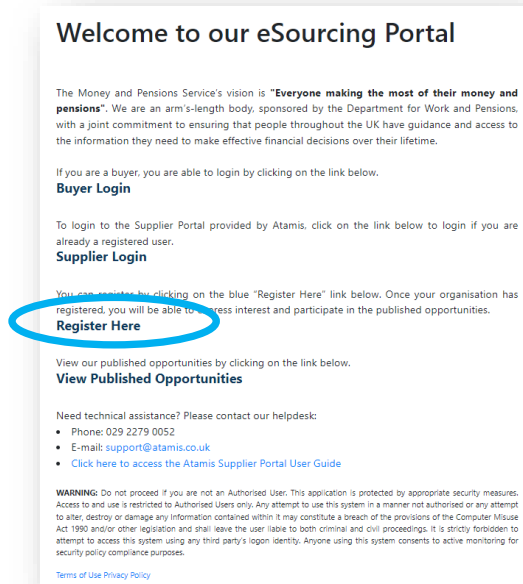 Welcome to our eSourcing Portal
The Money and Pensions Service's vision is "Everyone making the most of their money and
pensions". We are an arm's-length body, sponsored by the Department for Work and Pensions,
with a joint commitment to ensuring that people throughout the UK have guidance and access to
the information they need to make effective financial decisions over their lifetime.
If you are a buyer, you are able to login by clicking on the link below.
Buyer Login
To login to the Supplier Portal provided by Atamis, click on the link below to login if you are
already a registered user.
Supplier Login
You can register by clicking on the blue "Register Here" link below. Once your organisation has
registered, you will be able to express interest and participate in the published opportunities.
Register Here
View our published opportunities by clicking on the link below.
View Published Opportunities
Need technical assistance? Please contact our helpdesk:
• Phone: 029 2279 0052
• E-mail: support@atamis.co.uk
• Click here to access the Atamis Supplier Portal User Guide
WARNING: Do not proceed if you are not an Authorised User. This application is protected by appropriate security measures.
Access to and use is restricted to Authorised Users only. Any attempt to use this system in a manner not authorised or any attempt
to alter, destroy or damage any information contained within it may constitute a breach of the provisions of the Computer Misuse
Act 1990 and/or other legislation and shall leave the user liable to both criminal and civil proceedings. It is strictly forbidden to
attempt to access this system using any third party's logon identity. Anyone using this system consents to active monitoring for
security policy compliance purposes.
Terms of Use Privacy Policy